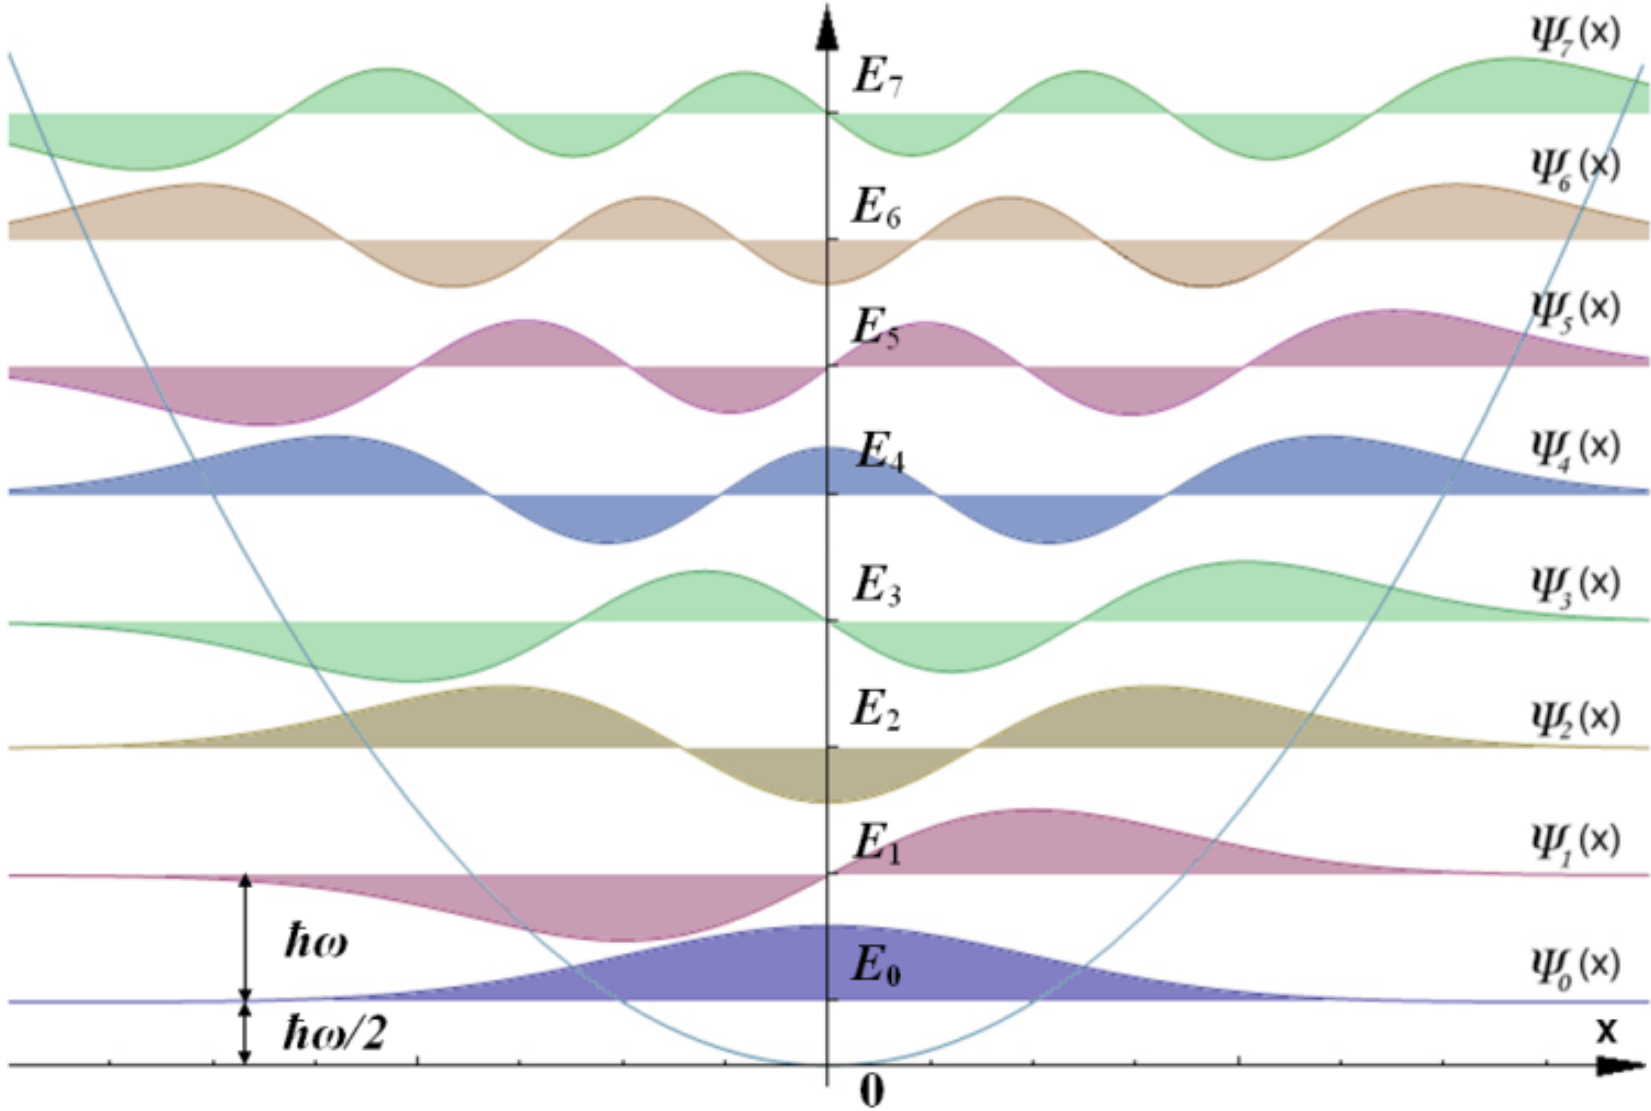 Ψ₇(x)
E₇
Ψ₆(x)
E₆
Ψ₅(x)
E₅
Ψ₄(x)
E₄
Ψ₃(x)
E₃
Ψ₂(x)
E₂
Ψ₁(x)
E₁
ħω
Ψ₀(x)
E₀
ħω/2
x
0